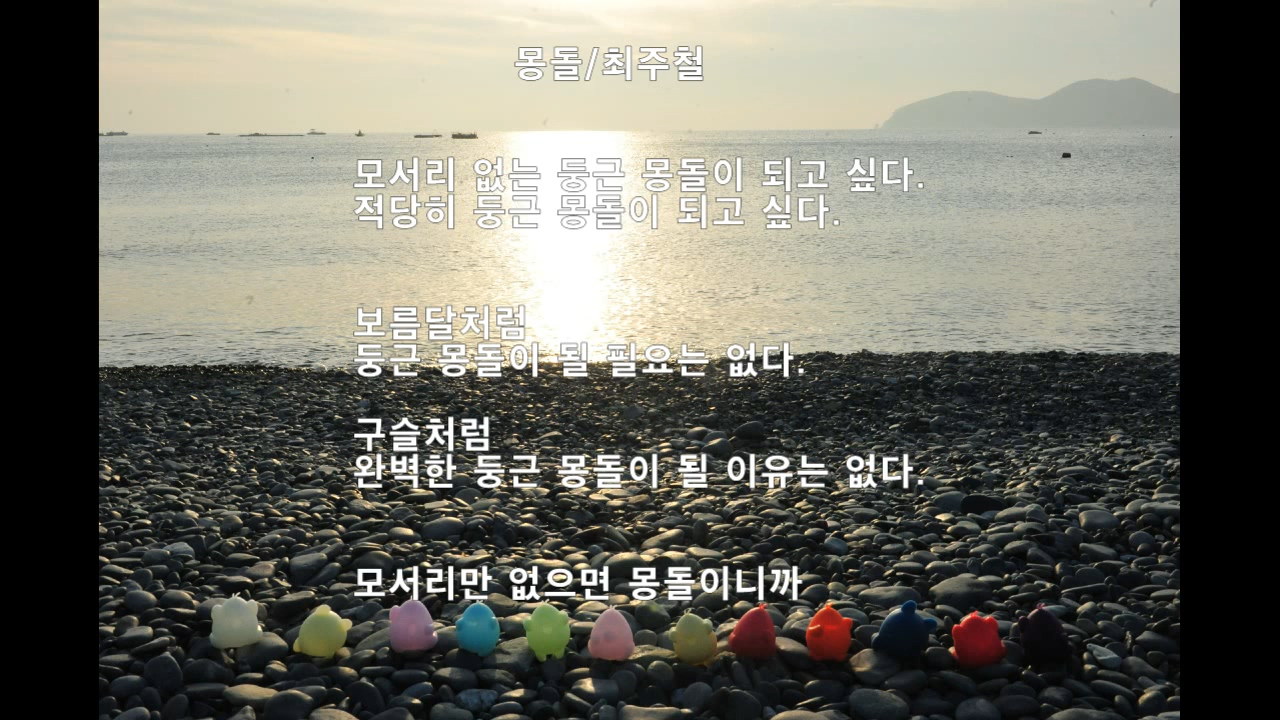 몽돌/최주철
모서리 없는 둥근 몽돌이 되고 싶다.
적당히 둥근 몽돌이 되고 싶다.
보름달처럼
둥근 몽돌이 될 필요는 없다.
구슬처럼
완벽한 둥근 몽돌이 될 이유는 없다.
모서리만 없으면 몽돌이니까